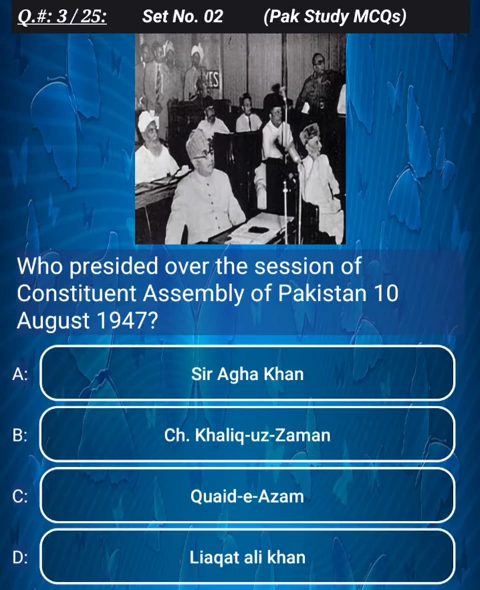 Q.#: 3 / 25: Set No. 02 (Pak Study MCQs)
YES
Who presided over the session of
Constituent Assembly of Pakistan 10
August 1947?
A: Sir Agha Khan
B: Ch. Khaliq-uz-Zaman
C: Quaid-e-Azam
D: Liaqat ali khan